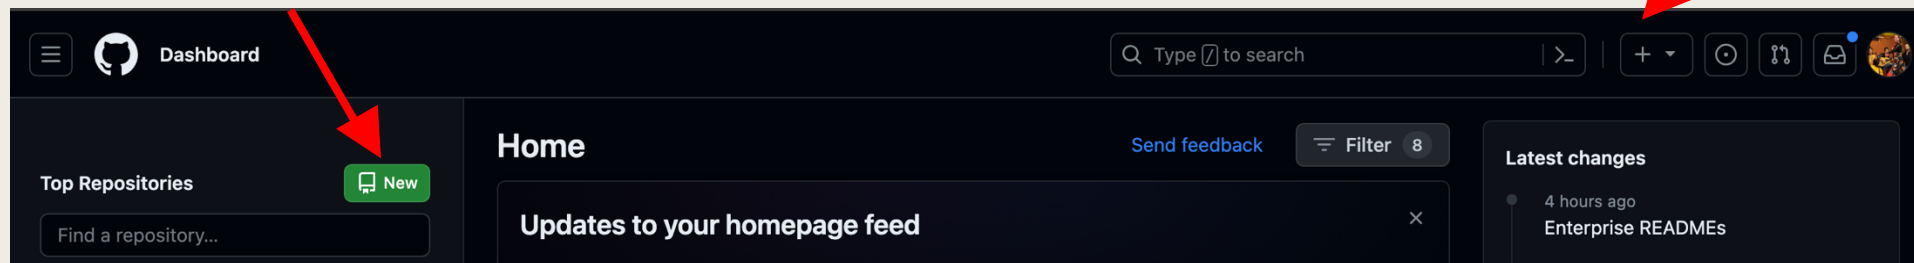 Dashboard
Type / to search
Home
Send feedback
Filter 8
Latest changes
Top Repositories
New
4 hours ago
Find a repository...
Updates to your homepage feed
Enterprise READMEs